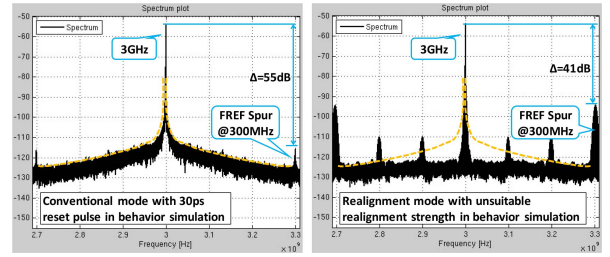 Spectrum plot
-50
-60
-70
-80
-90
-100
-110
-120
-130
-140
-150
Spectrum
3GHz
Δ=55dB
FREF Spur
@300MHz
Conventional mode with 30ps
reset pulse in behavior simulation
2.7 2.8 2.9 3 3.1 3.2 3.3
Frequency [Hz]
x 10⁹
Spectrum plot
-50
-60
-70
-80
-90
-100
-110
-120
-130
-140
-150
Spectrum
3GHz
Δ=41dB
FREF Spur
@300MHz
Realignment mode with unsuitable
realignment strength in behavior simulation
2.7 2.8 2.9 3 3.1 3.2 3.3
Frequency [Hz]
x 10⁹